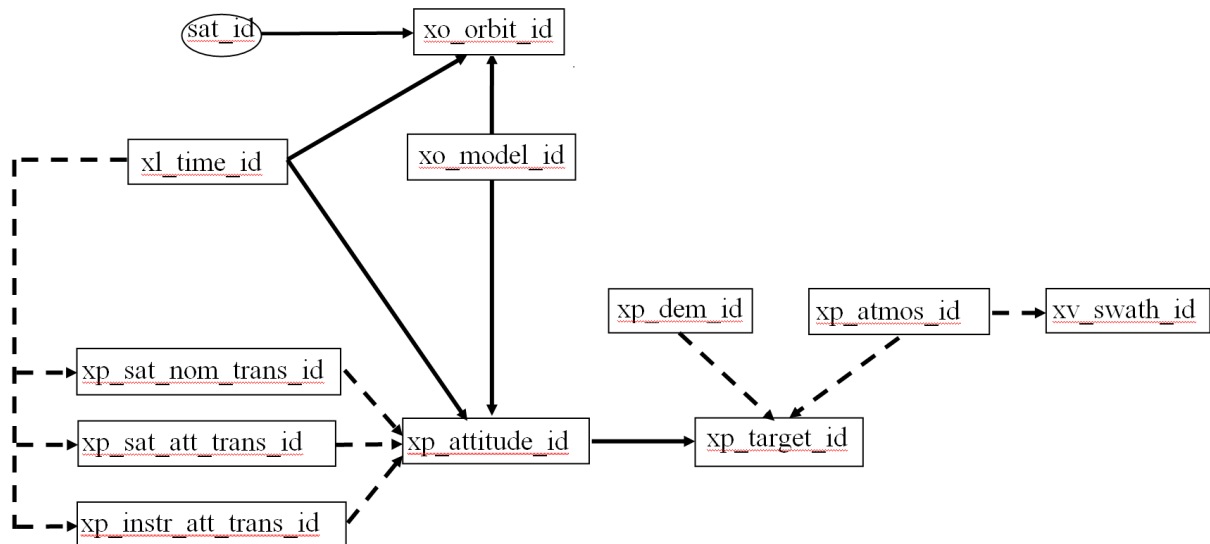 sat_id
xo_orbit_id
xl_time_id
xo_model_id
xp_dem_id
xp_atmos_id
xv_swath_id
xp_sat_nom_trans_id
xp_sat_att_trans_id
xp_attitude_id
xp_target_id
xp_instr_att_trans_id